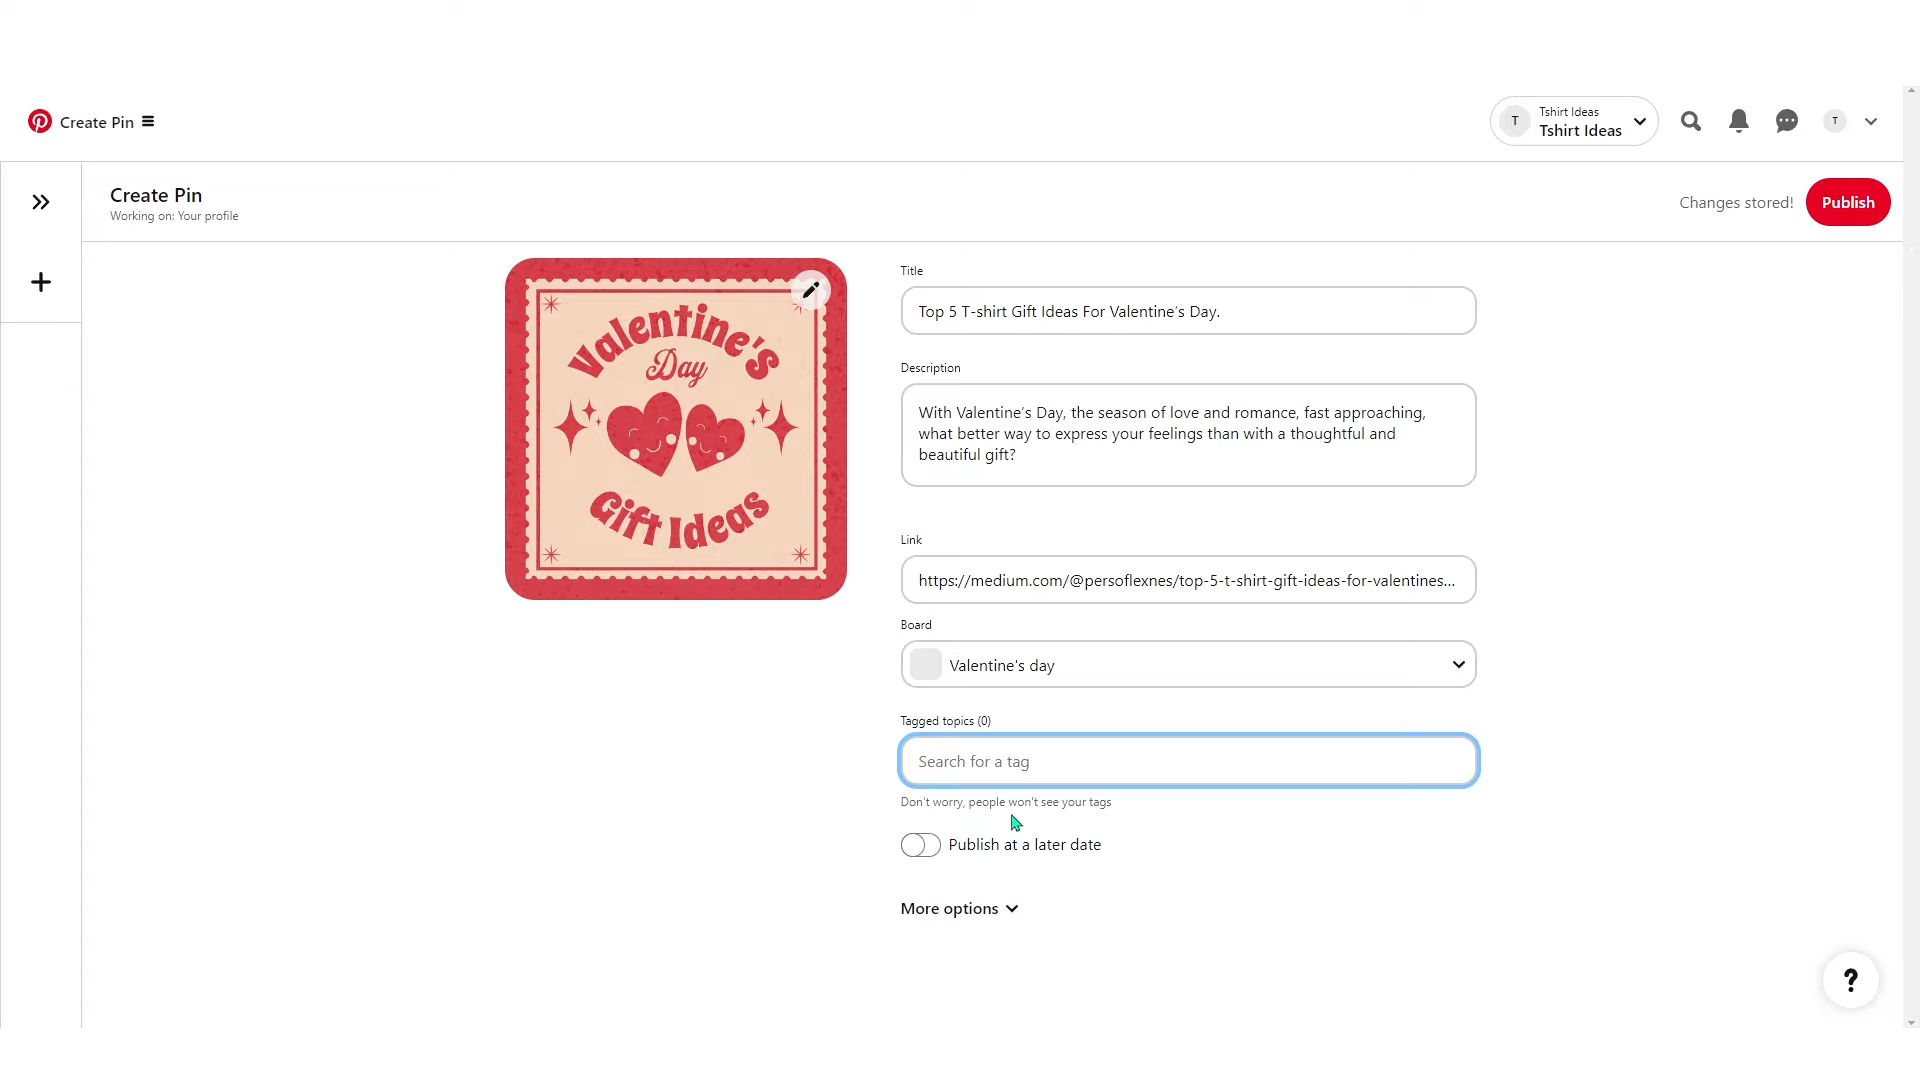 Create Pin
T
Tshirt Ideas
Tshirt Ideas
T
Create Pin
Working on: Your profile
Changes stored!
Publish
Valentine's
Day
Gift Ideas
Title
Top 5 T-shirt Gift Ideas For Valentine's Day.
Description
With Valentine's Day, the season of love and romance, fast approaching,
what better way to express your feelings than with a thoughtful and
beautiful gift?
Link
https://medium.com/@persoflexnes/top-5-t-shirt-gift-ideas-for-valentines...
Board
Valentine's day
Tagged topics (0)
Search for a tag
Don't worry, people won't see your tags
Publish at a later date
More options
?